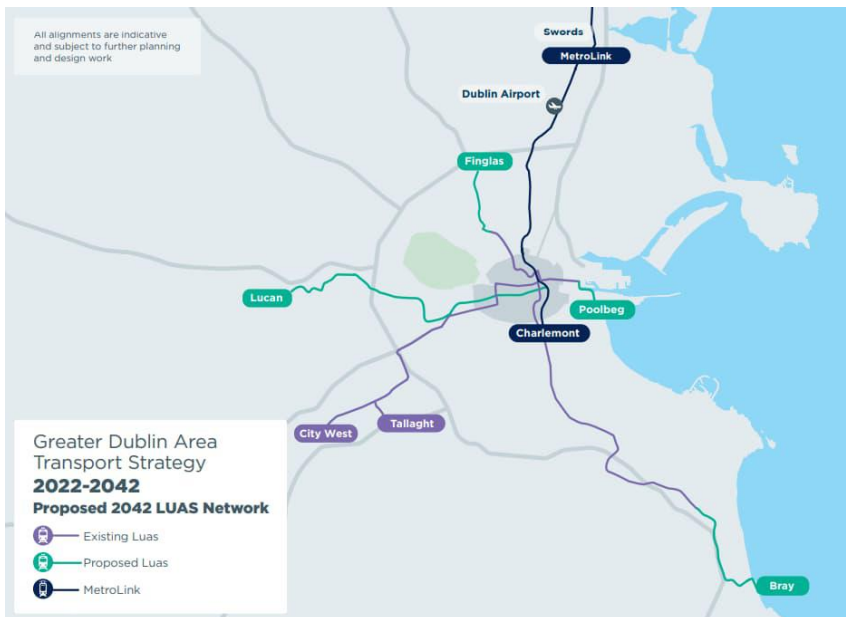 All alignments are indicative
and subject to further planning
and design work
Swords
MetroLink
Dublin Airport
Finglas
Lucan
Poolbeg
Charlemont
City West
Tallaght
Bray
Greater Dublin Area
Transport Strategy
2022-2042
Proposed 2042 LUAS Network
Existing Luas
Proposed Luas
MetroLink